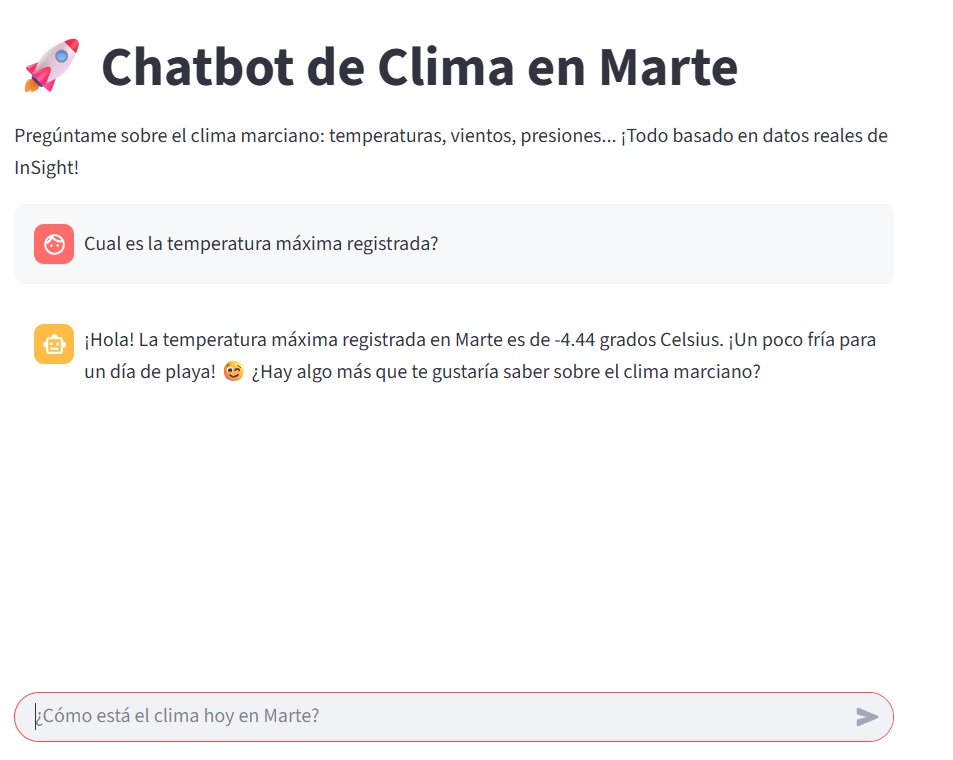 🚀 Chatbot de Clima en Marte
Pregúntame sobre el clima marciano: temperaturas, vientos, presiones... ¡Todo basado en datos reales de
InSight!
Cual es la temperatura máxima registrada?
¡Hola! La temperatura máxima registrada en Marte es de -4.44 grados Celsius. ¡Un poco fría para
un día de playa! 😉 ¿Hay algo más que te gustaría saber sobre el clima marciano?
¿Cómo está el clima hoy en Marte?